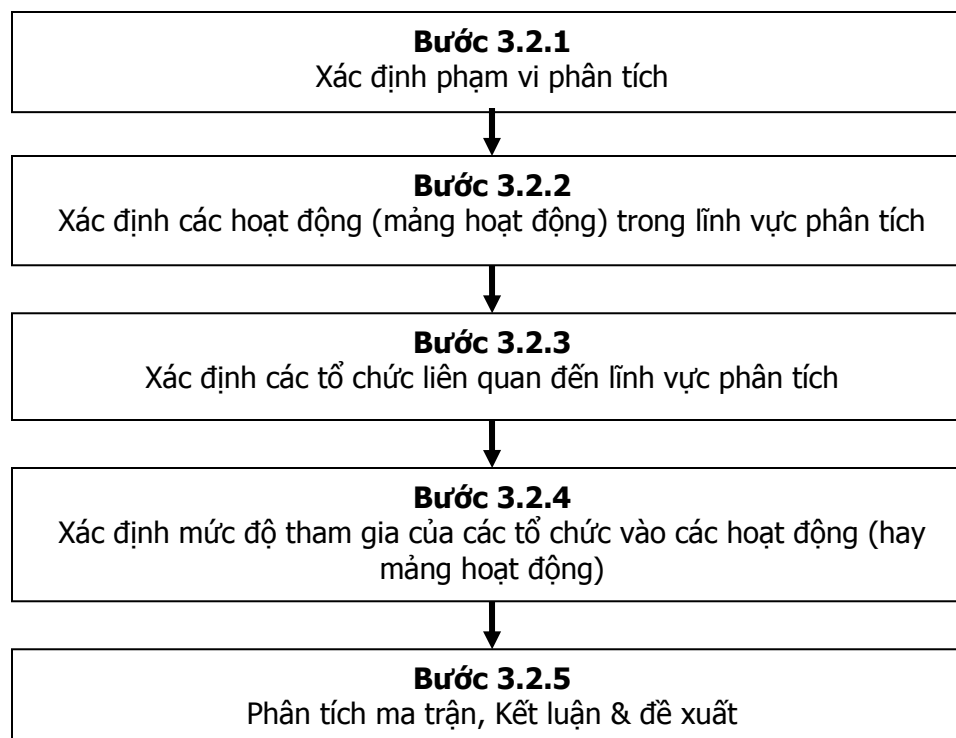 Bước 3.2.1
Xác định phạm vi phân tích
Bước 3.2.2
Xác định các hoạt động (mảng hoạt động) trong lĩnh vực phân tích
Bước 3.2.3
Xác định các tổ chức liên quan đến lĩnh vực phân tích
Bước 3.2.4
Xác định mức độ tham gia của các tổ chức vào các hoạt động (hay
mảng hoạt động)
Bước 3.2.5
Phân tích ma trận, Kết luận & đề xuất